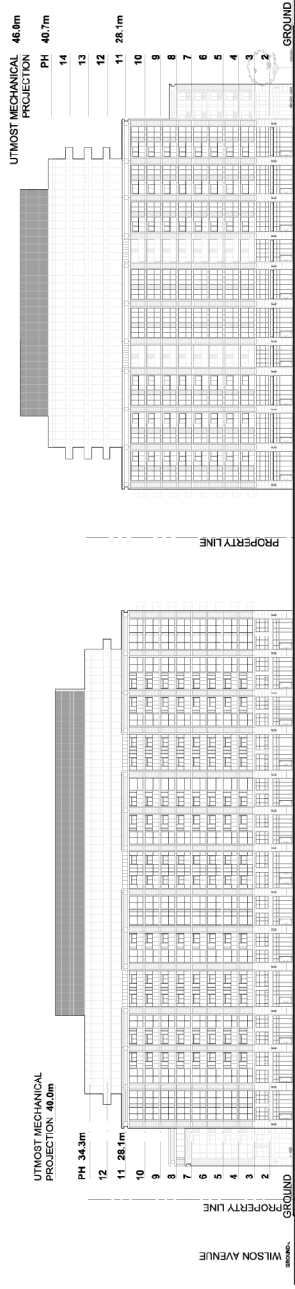 UTMOST MECHANICAL
PROJECTION 40.0m
PH 34.3m
12
11 28.1m
10
9
8
7
6
5
4
3
2
GROUND
PROPERTY LINE
WILSON AVENUE
GROUND
PROPERTY LINE
UTMOST MECHANICAL 46.0m
PROJECTION
PH 40.7m
14
13
12
11 28.1m
10
9
8
7
6
5
4
3
2
GROUND